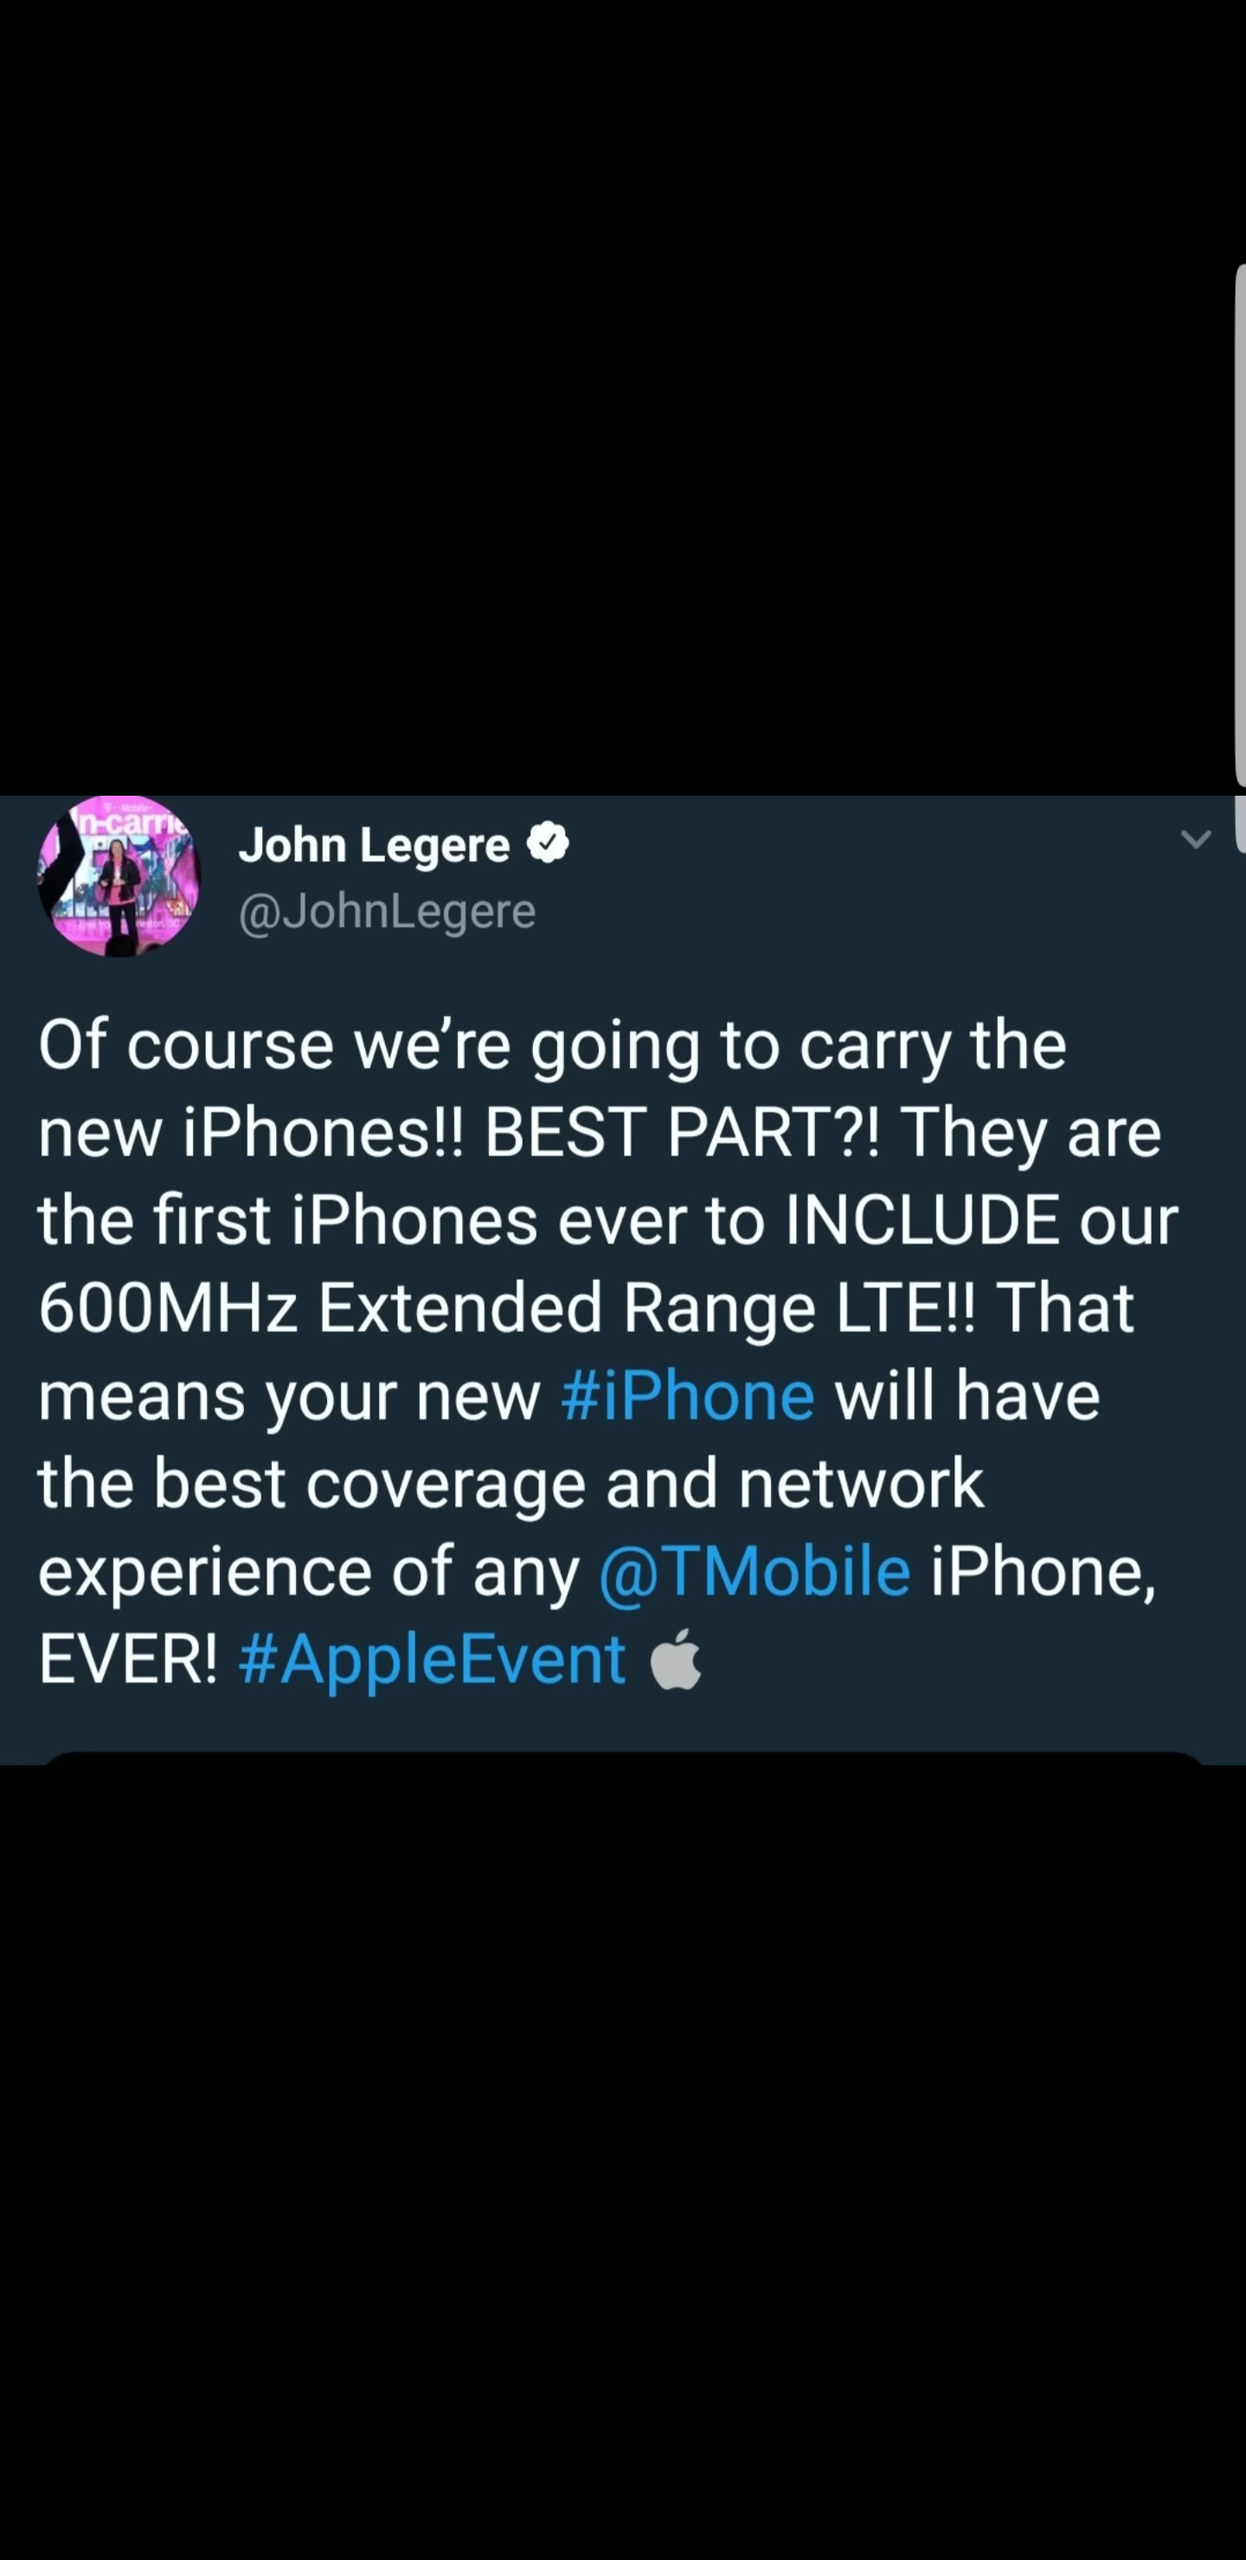 T-Mobile
n-carrie
John Legere
@JohnLegere
Of course we’re going to carry the
new iPhones!! BEST PART?! They are
the first iPhones ever to INCLUDE our
600MHz Extended Range LTE!! That
means your new #iPhone will have
the best coverage and network
experience of any @TMobile iPhone,
EVER! #AppleEvent